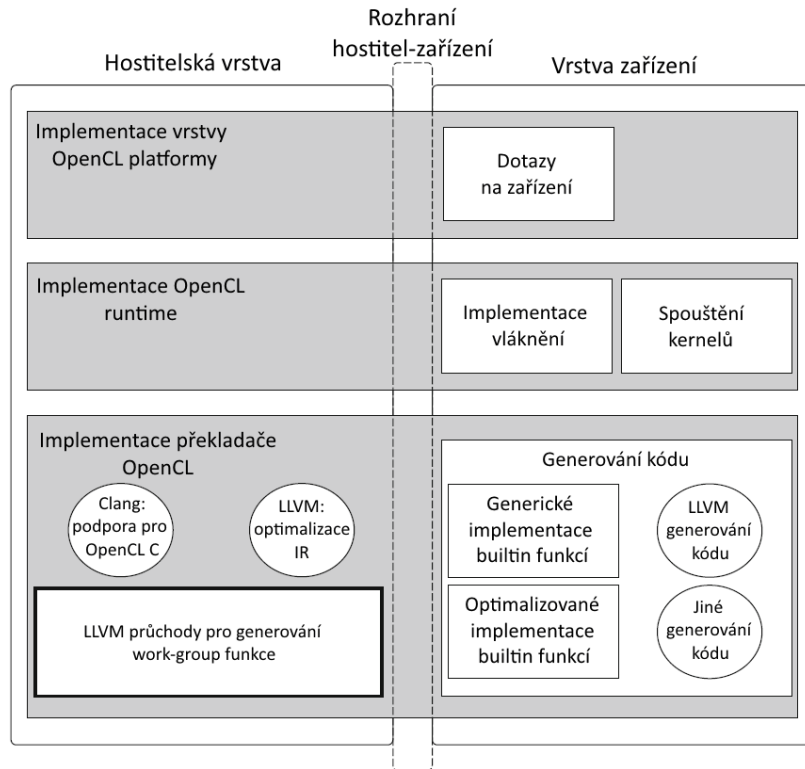 Rozhraní
hostitel-zařízení
Hostitelská vrstva
Vrstva zařízení
Implementace vrstvy
OpenCL platformy
Dotazy
na zařízení
Implementace OpenCL
runtime
Implementace
vláknění
Spouštění
kernelů
Implementace překladače
OpenCL
Clang:
podpora pro
OpenCL C
LLVM:
optimalizace
IR
LLVM průchody pro generování
work-group funkce
Generování kódu
Generické
implementace
builtin funkcí
LLVM
generování
kódu
Optimalizované
implementace
builtin funkcí
Jiné
generování
kódu